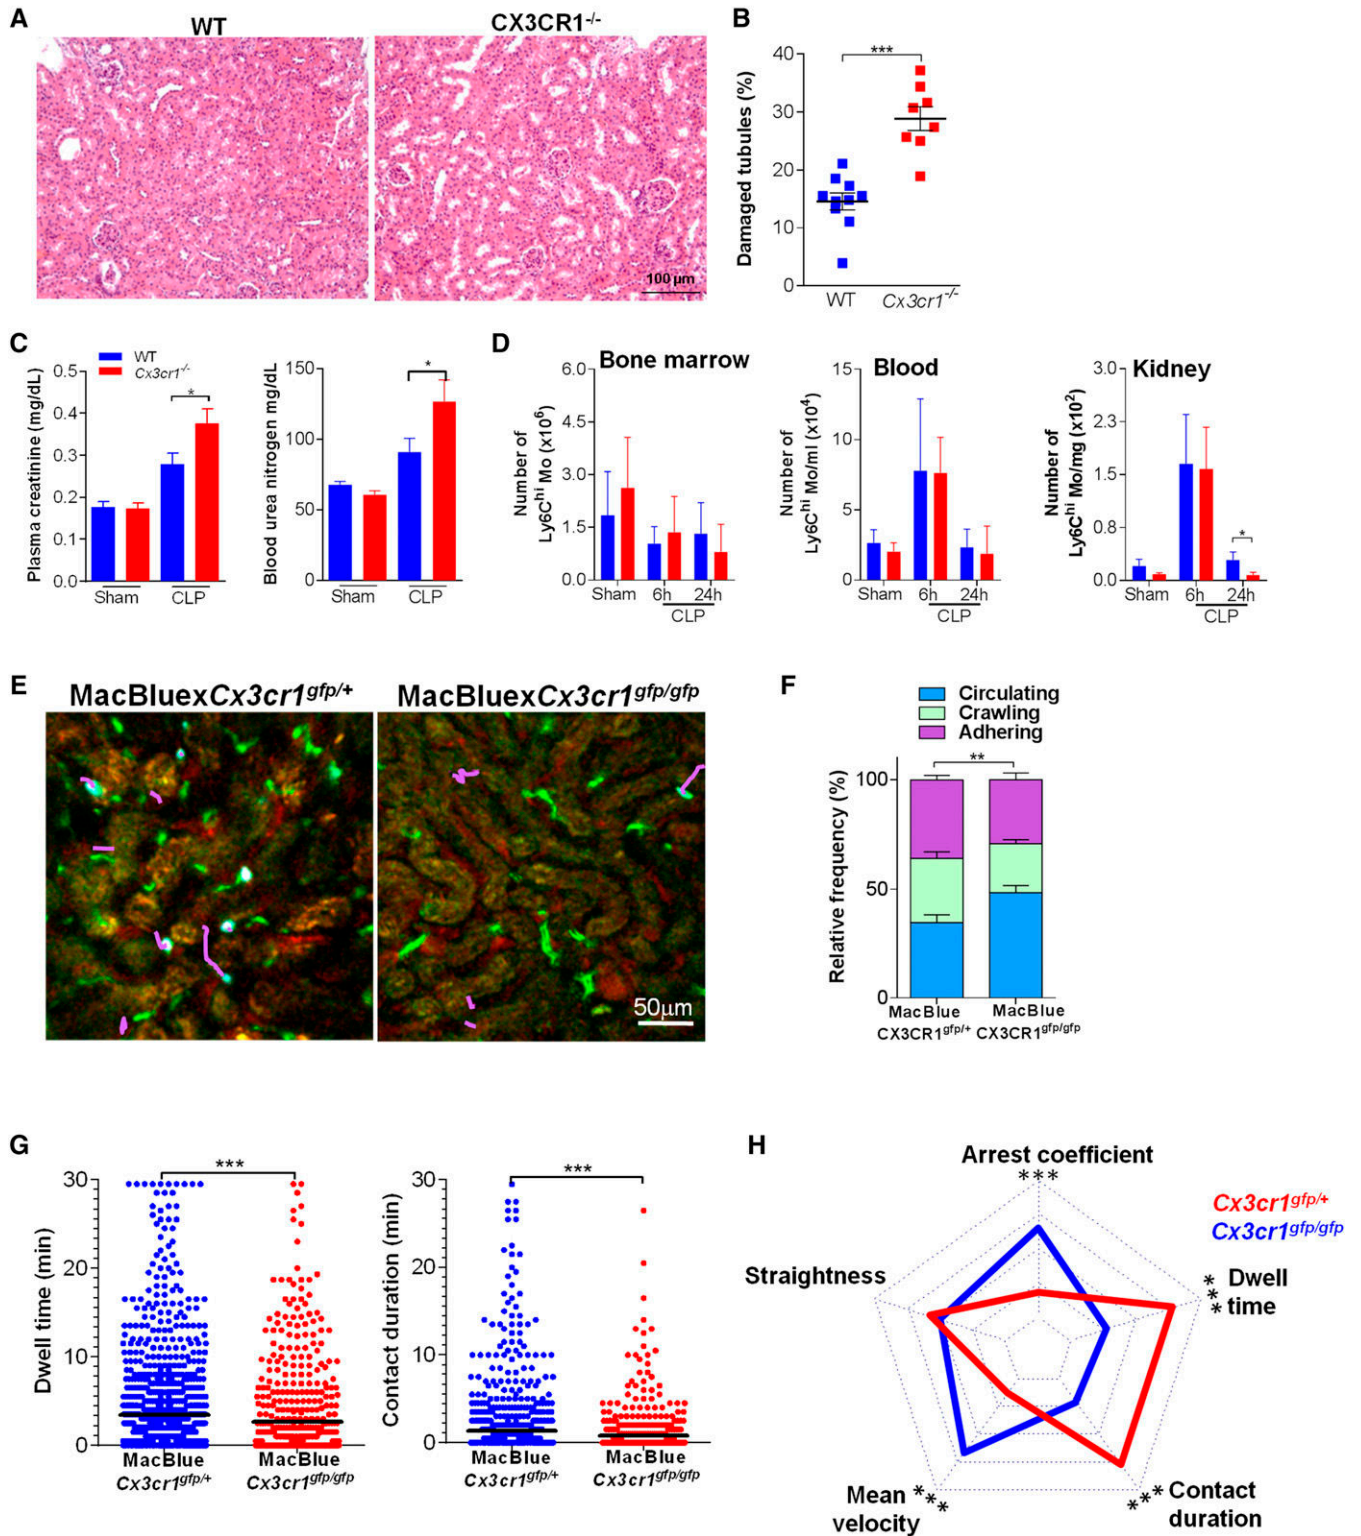 A
WT
CX3CR1-/-
100 µm
B
Damaged tubules (%)
40
30
20
10
0
***
WT
Cx3cr1-/-
C
WT
Cx3cr1-/-
Plasma creatinine (mg/dL)
0.5
0.4
0.3
0.2
0.1
0.0
*
Sham
CLP
Blood urea nitrogen mg/dL
150
100
50
0
*
Sham
CLP
D
Bone marrow
Number of
Ly6Chi Mo (x106)
6.0
4.5
3.0
1.5
0.0
Sham
6h
24h
CLP
Blood
Number of
Ly6Chi Mo/ml (x104)
15
10
5
0
Sham
6h
24h
CLP
Kidney
Number of
Ly6Chi Mo/mg (x102)
3.0
2.3
1.5
0.8
0.0
*
Sham
6h
24h
CLP
E
MacBluexCx3cr1gfp/+
MacBluexCx3cr1gfp/gfp
50µm
F
Circulating
Crawling
Adhering
Relative frequency (%)
100
50
0
**
MacBlue
CX3CR1gfp/+
MacBlue
CX3CR1gfp/gfp
G
Dwell time (min)
30
20
10
0
***
MacBlue
Cx3cr1gfp/+
MacBlue
Cx3cr1gfp/gfp
Contact duration (min)
30
20
10
0
***
MacBlue
Cx3cr1gfp/+
MacBlue
Cx3cr1gfp/gfp
H
Arrest coefficient
***
Cx3cr1gfp/+
Cx3cr1gfp/gfp
Straightness
*** Dwell
time
Mean ***
velocity
*** Contact
duration